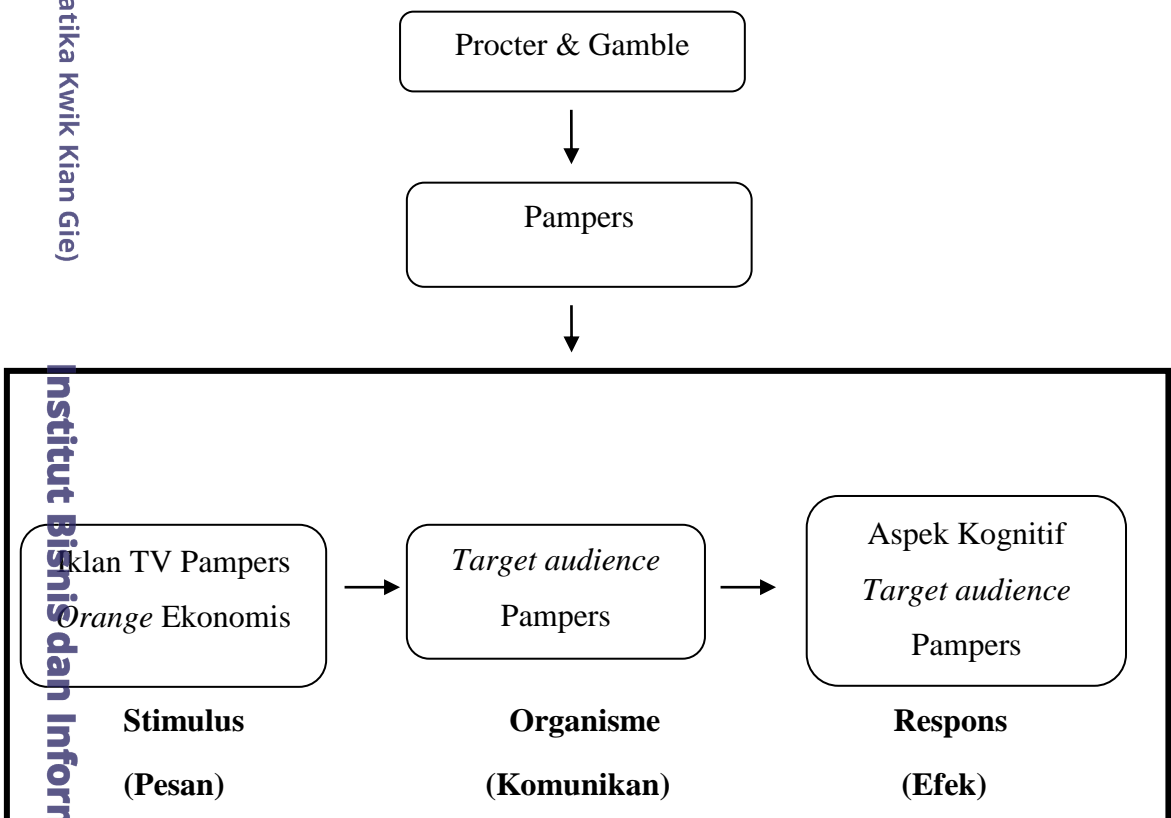 atika Kwik Kian Gie)
Procter & Gamble
Pampers
Institut Bisnis dan Inform
Iklan TV Pampers
Orange Ekonomis
Target audience
Pampers
Aspek Kognitif
Target audience
Pampers
Stimulus
(Pesan)
Organisme
(Komunikan)
Respons
(Efek)